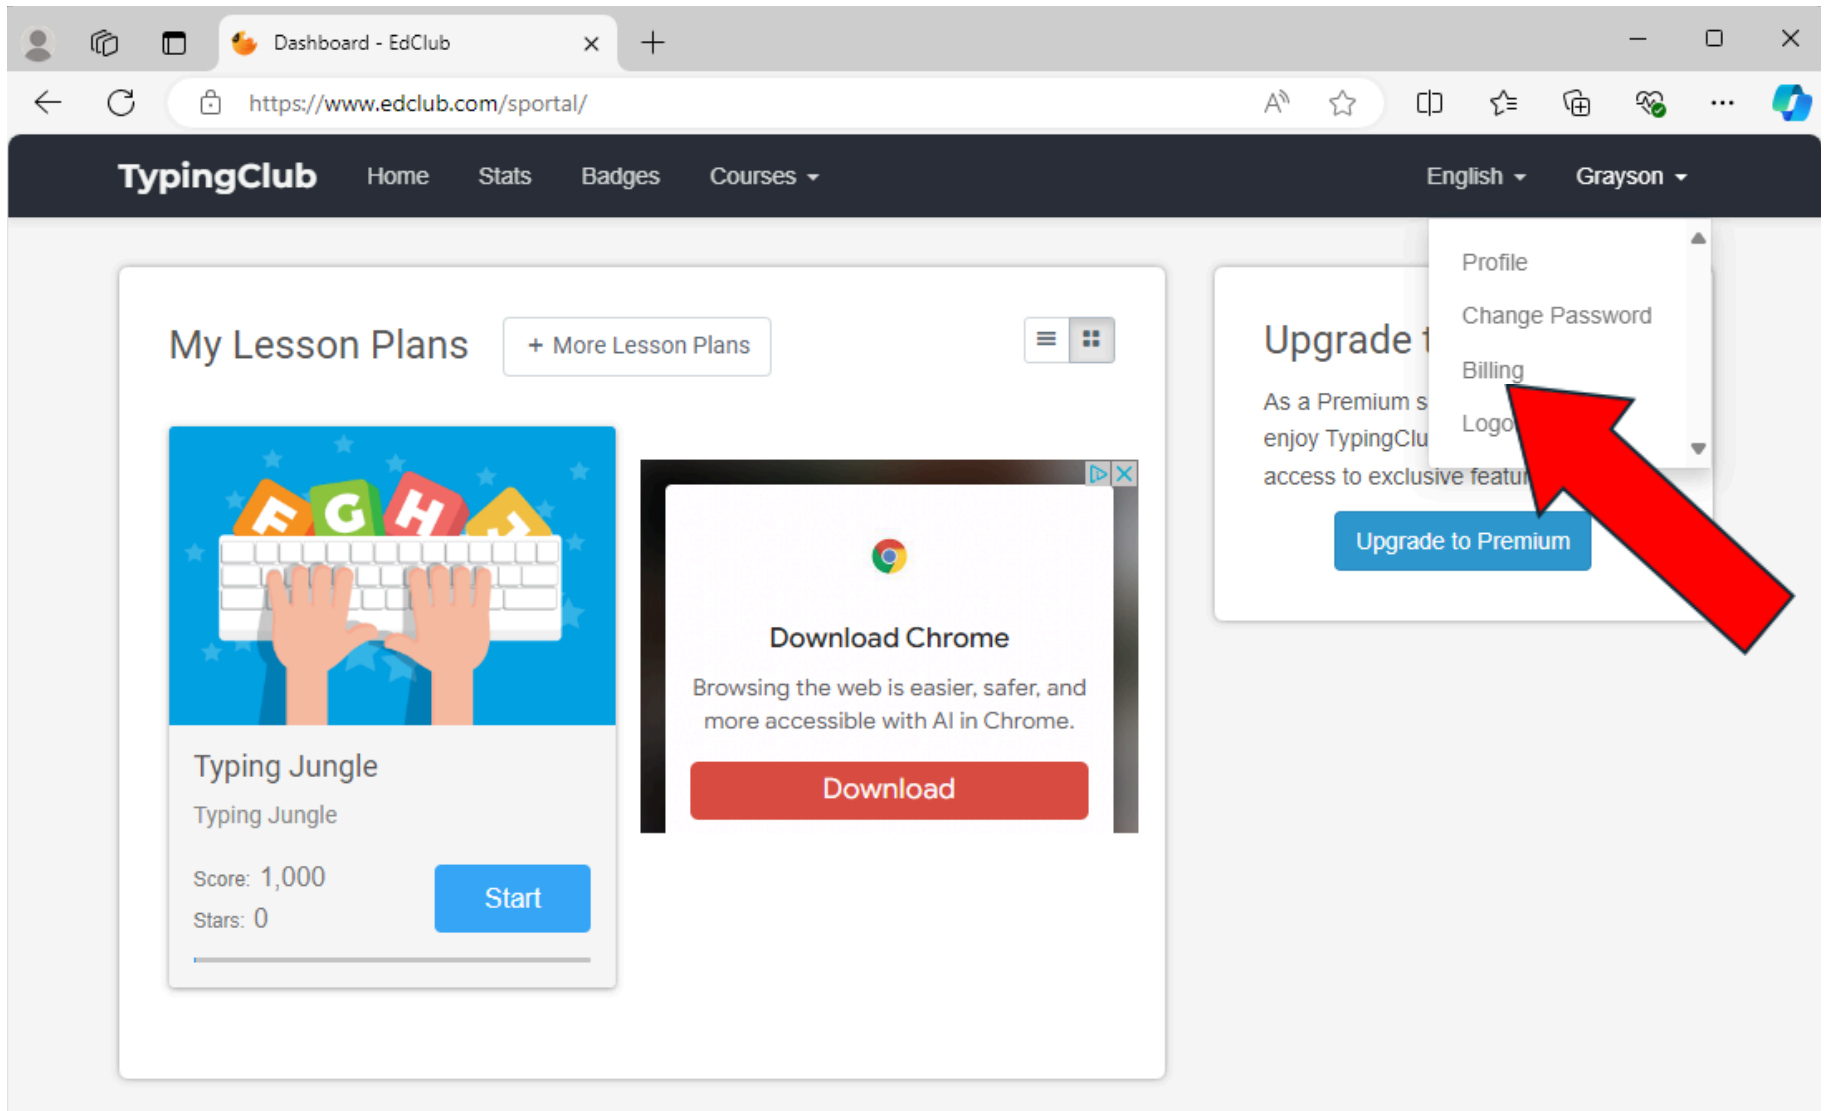 Dashboard - EdClub
https://www.edclub.com/sportal/
TypingClub Home Stats Badges Courses English Grayson
Profile
Change Password
Billing
My Lesson Plans
+ More Lesson Plans
Upgrade
As a Premium
enjoy
access to exclusive
Upgrade to Premium
F G H J
Download Chrome
Browsing the web is easier, safer, and
more accessible with AI in Chrome.
Download
Typing Jungle
Typing Jungle
Score: 1,000
Stars: 0
Start